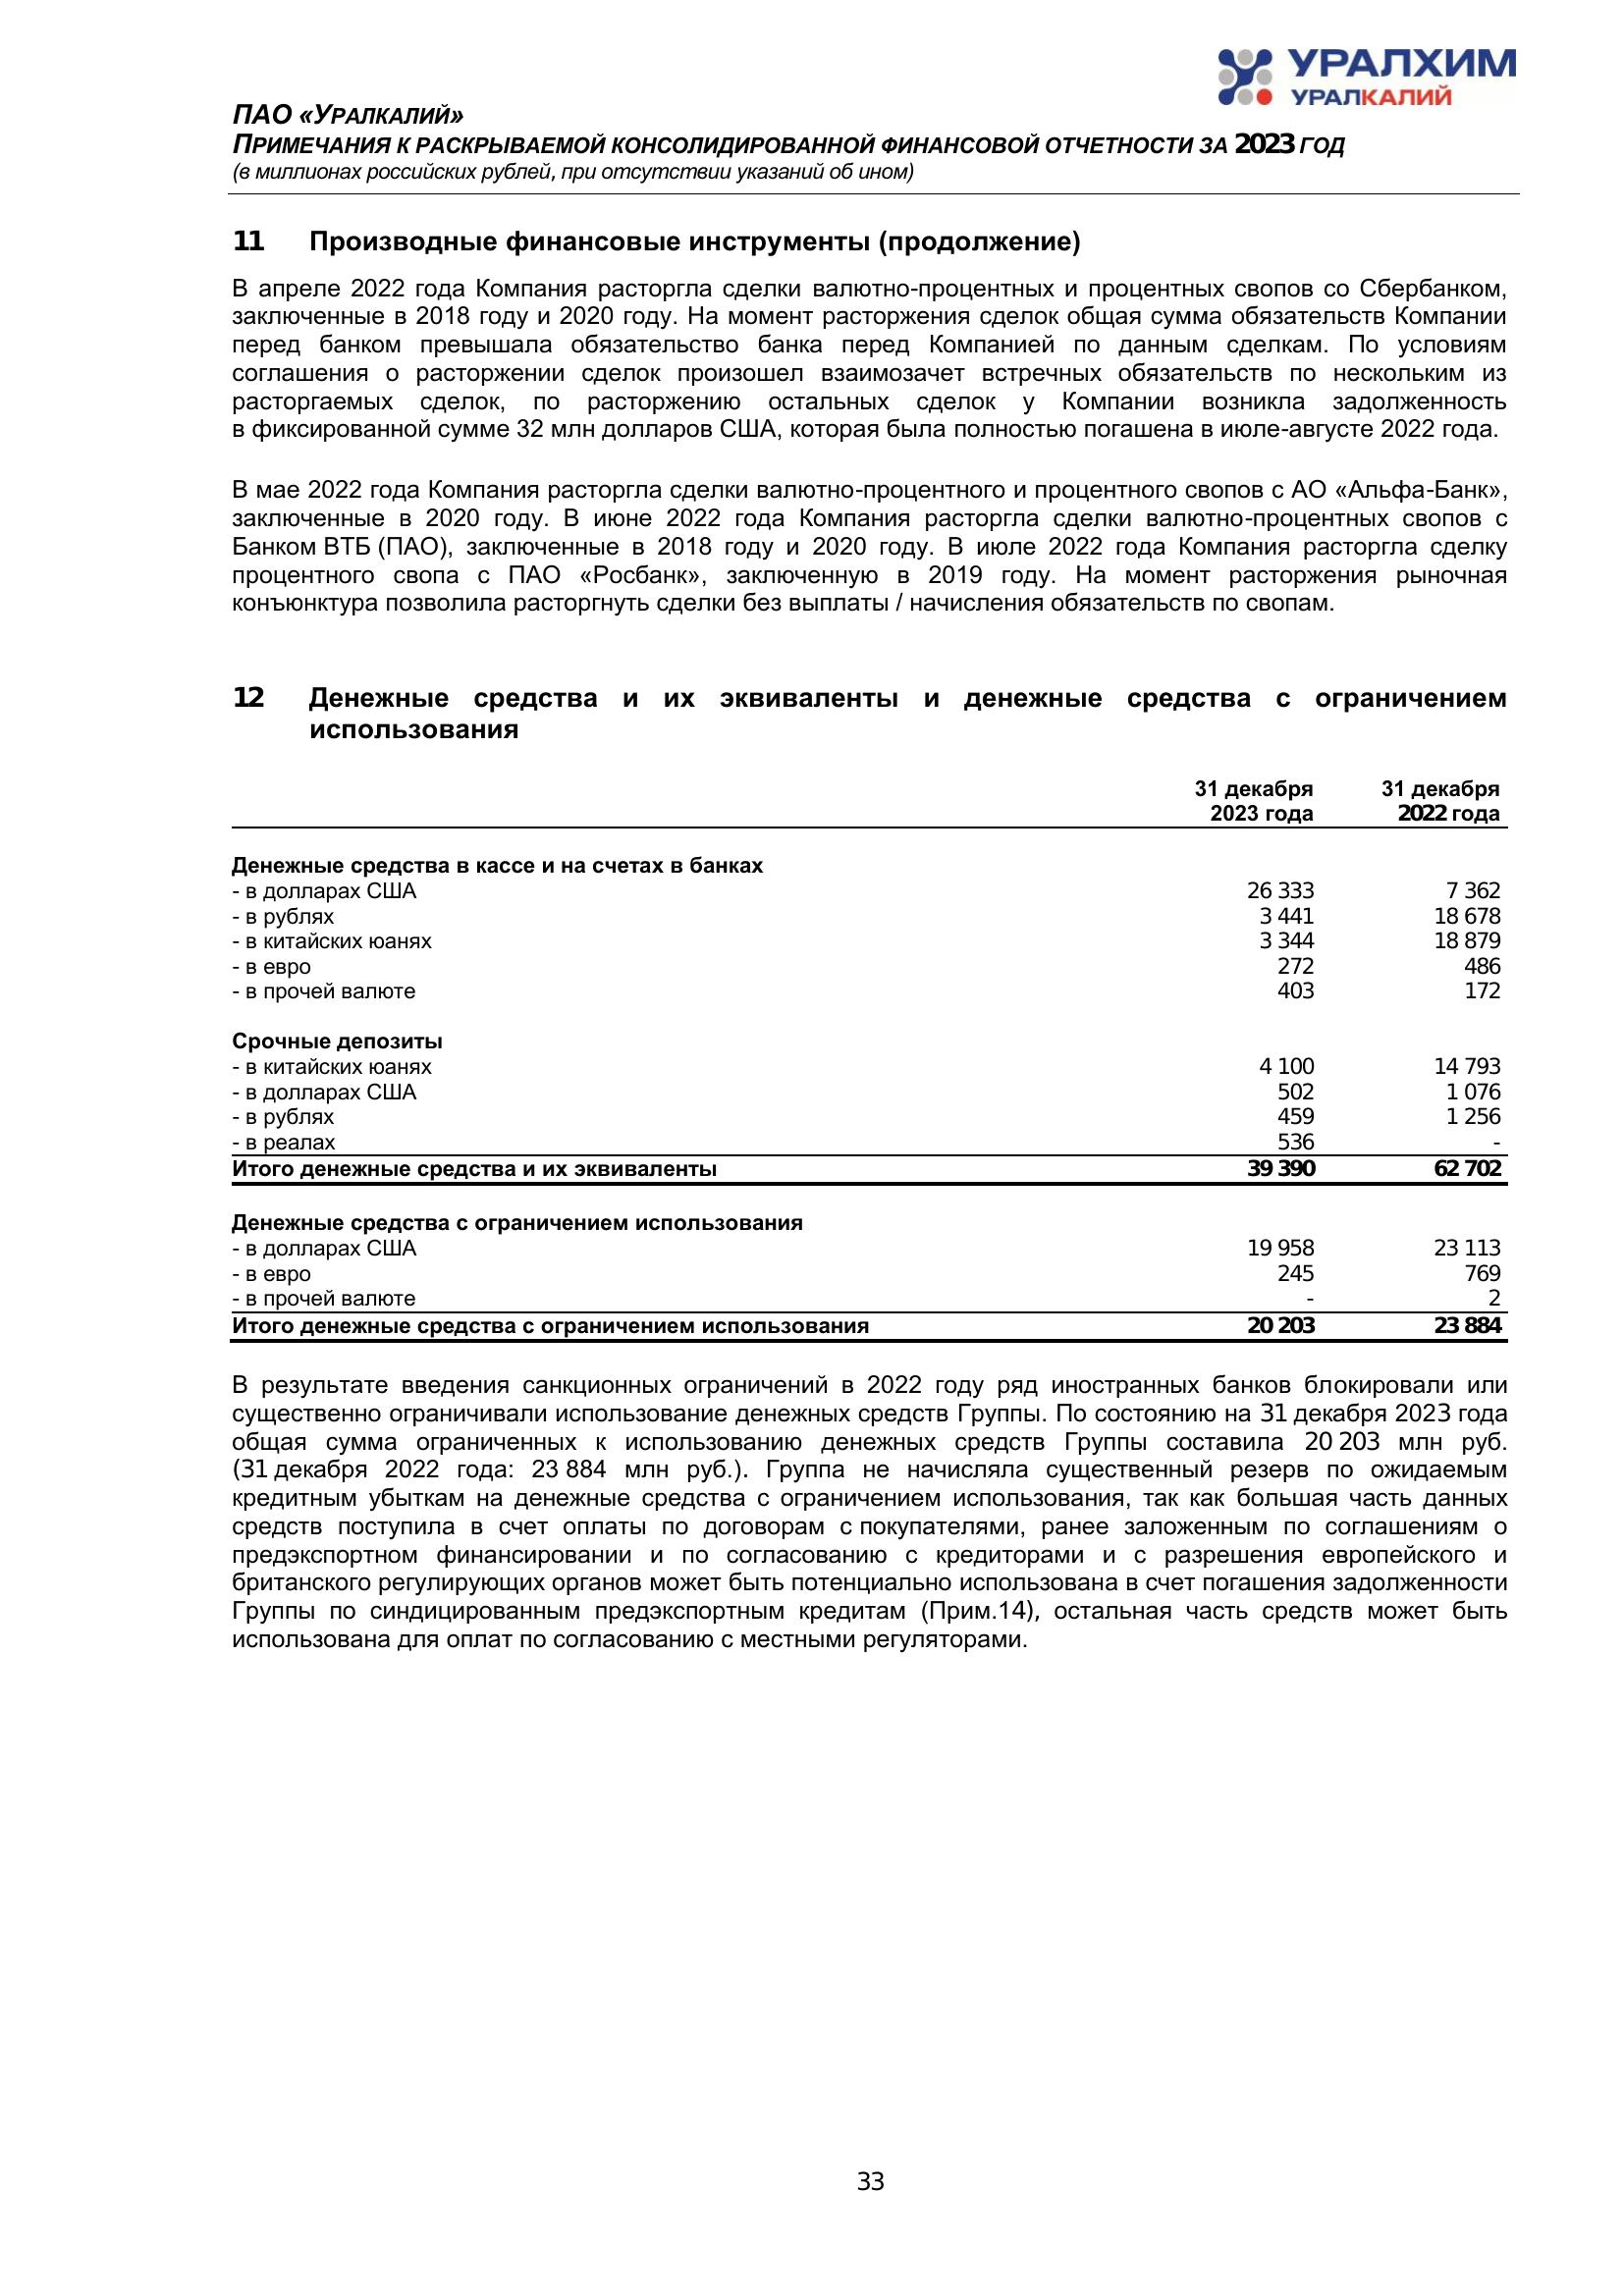 УРАЛХИМ
УРАЛКАЛИЙ
ПАО «УРАЛКАЛИЙ»
ПРИМЕЧАНИЯ К РАСКРЫВАЕМОЙ КОНСОЛИДИРОВАННОЙ ФИНАНСОВОЙ ОТЧЕТНОСТИ ЗА 2023 ГОД
(в миллионах российских рублей, при отсутствии указаний об ином)
11 Производные финансовые инструменты (продолжение)
В апреле 2022 года Компания расторгла сделки валютно-процентных и процентных свопов со Сбербанком,
заключенные в 2018 году и 2020 году. На момент расторжения сделок общая сумма обязательств Компании
перед банком превышала обязательство банка перед Компанией по данным сделкам. По условиям
соглашения о расторжении сделок произошел взаимозачет встречных обязательств по нескольким из
расторгаемых сделок, по расторжению остальных сделок у Компании возникла задолженность
в фиксированной сумме 32 млн долларов США, которая была полностью погашена в июле-августе 2022 года.
В мае 2022 года Компания расторгла сделки валютно-процентного и процентного свопов с АО «Альфа-Банк»,
заключенные в 2020 году. В июне 2022 года Компания расторгла сделки валютно-процентных свопов с
Банком ВТБ (ПАО), заключенные в 2018 году и 2020 году. В июле 2022 года Компания расторгла сделку
процентного свопа с ПАО «Росбанк», заключенную в 2019 году. На момент расторжения рыночная
конъюнктура позволила расторгнуть сделки без выплаты / начисления обязательств по свопам.
12 Денежные средства и их эквиваленты и денежные средства с ограничением
использования
31 декабря 31 декабря
2023 года 2022 года
Денежные средства в кассе и на счетах в банках
- в долларах США 26 333 7 362
- в рублях 3 441 18 678
- в китайских юанях 3 344 18 879
- в евро 272 486
- в прочей валюте 403 172
Срочные депозиты
- в китайских юанях 4 100 14 793
- в долларах США 502 1 076
- в рублях 459 1 256
- в реалах 536 -
Итого денежные средства и их эквиваленты 39 390 62 702
Денежные средства с ограничением использования
- в долларах США 19 958 23 113
- в евро 245 769
- в прочей валюте - 2
Итого денежные средства с ограничением использования 20 203 23 884
В результате введения санкционных ограничений в 2022 году ряд иностранных банков блокировали или
существенно ограничивали использование денежных средств Группы. По состоянию на 31 декабря 2023 года
общая сумма ограниченных к использованию денежных средств Группы составила 20 203 млн руб.
(31 декабря 2022 года: 23 884 млн руб.). Группа не начисляла существенный резерв по ожидаемым
кредитным убыткам на денежные средства с ограничением использования, так как большая часть данных
средств поступила в счет оплаты по договорам с покупателями, ранее заложенным по соглашениям о
предэкспортном финансировании и по согласованию с кредиторами и с разрешения европейского и
британского регулирующих органов может быть потенциально использована в счет погашения задолженности
Группы по синдицированным предэкспортным кредитам (Прим.14), остальная часть средств может быть
использована для оплат по согласованию с местными регуляторами.
33